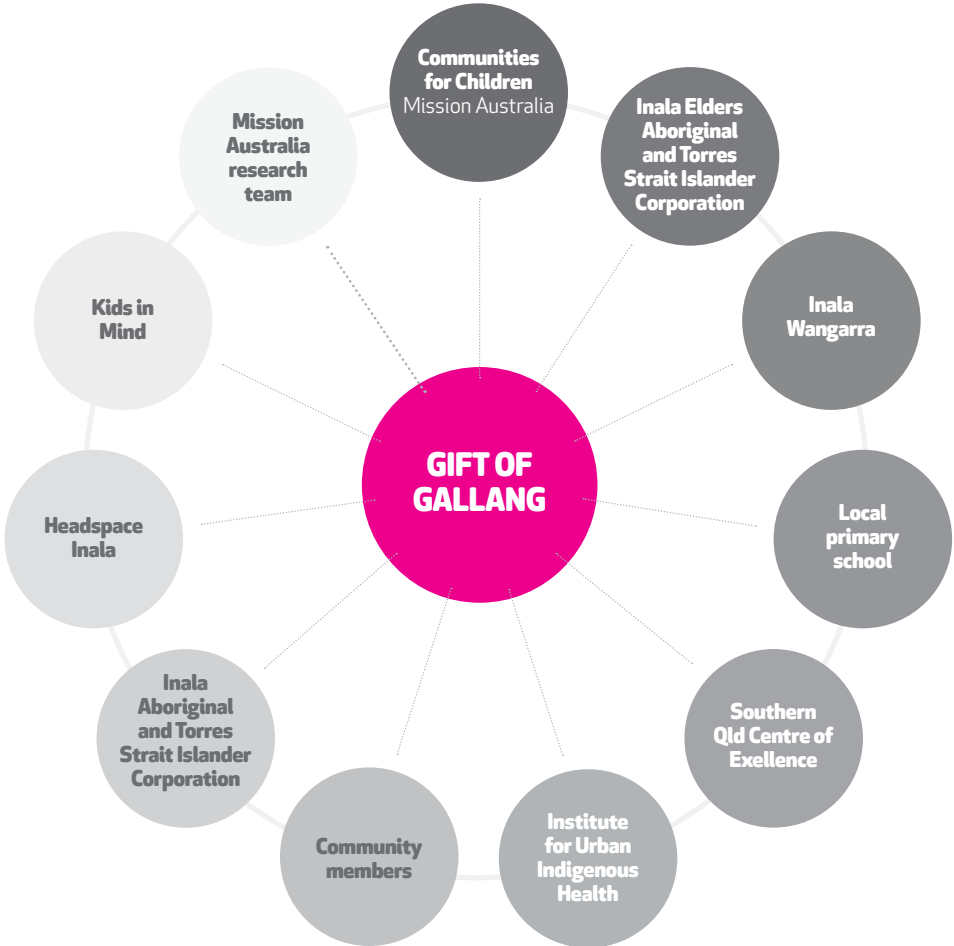 Communities
for Children
Mission Australia
Inala Elders
Aboriginal
and Torres
Strait Islander
Corporation
Inala
Wangarra
Local
primary
school
Southern
Qld Centre of
Exellence
Institute
for Urban
Indigenous
Health
Community
members
Inala
Aboriginal
and Torres
Strait Islander
Corporation
Headspace
Inala
Kids in
Mind
Mission
Australia
research
team
GIFT OF
GALLANG